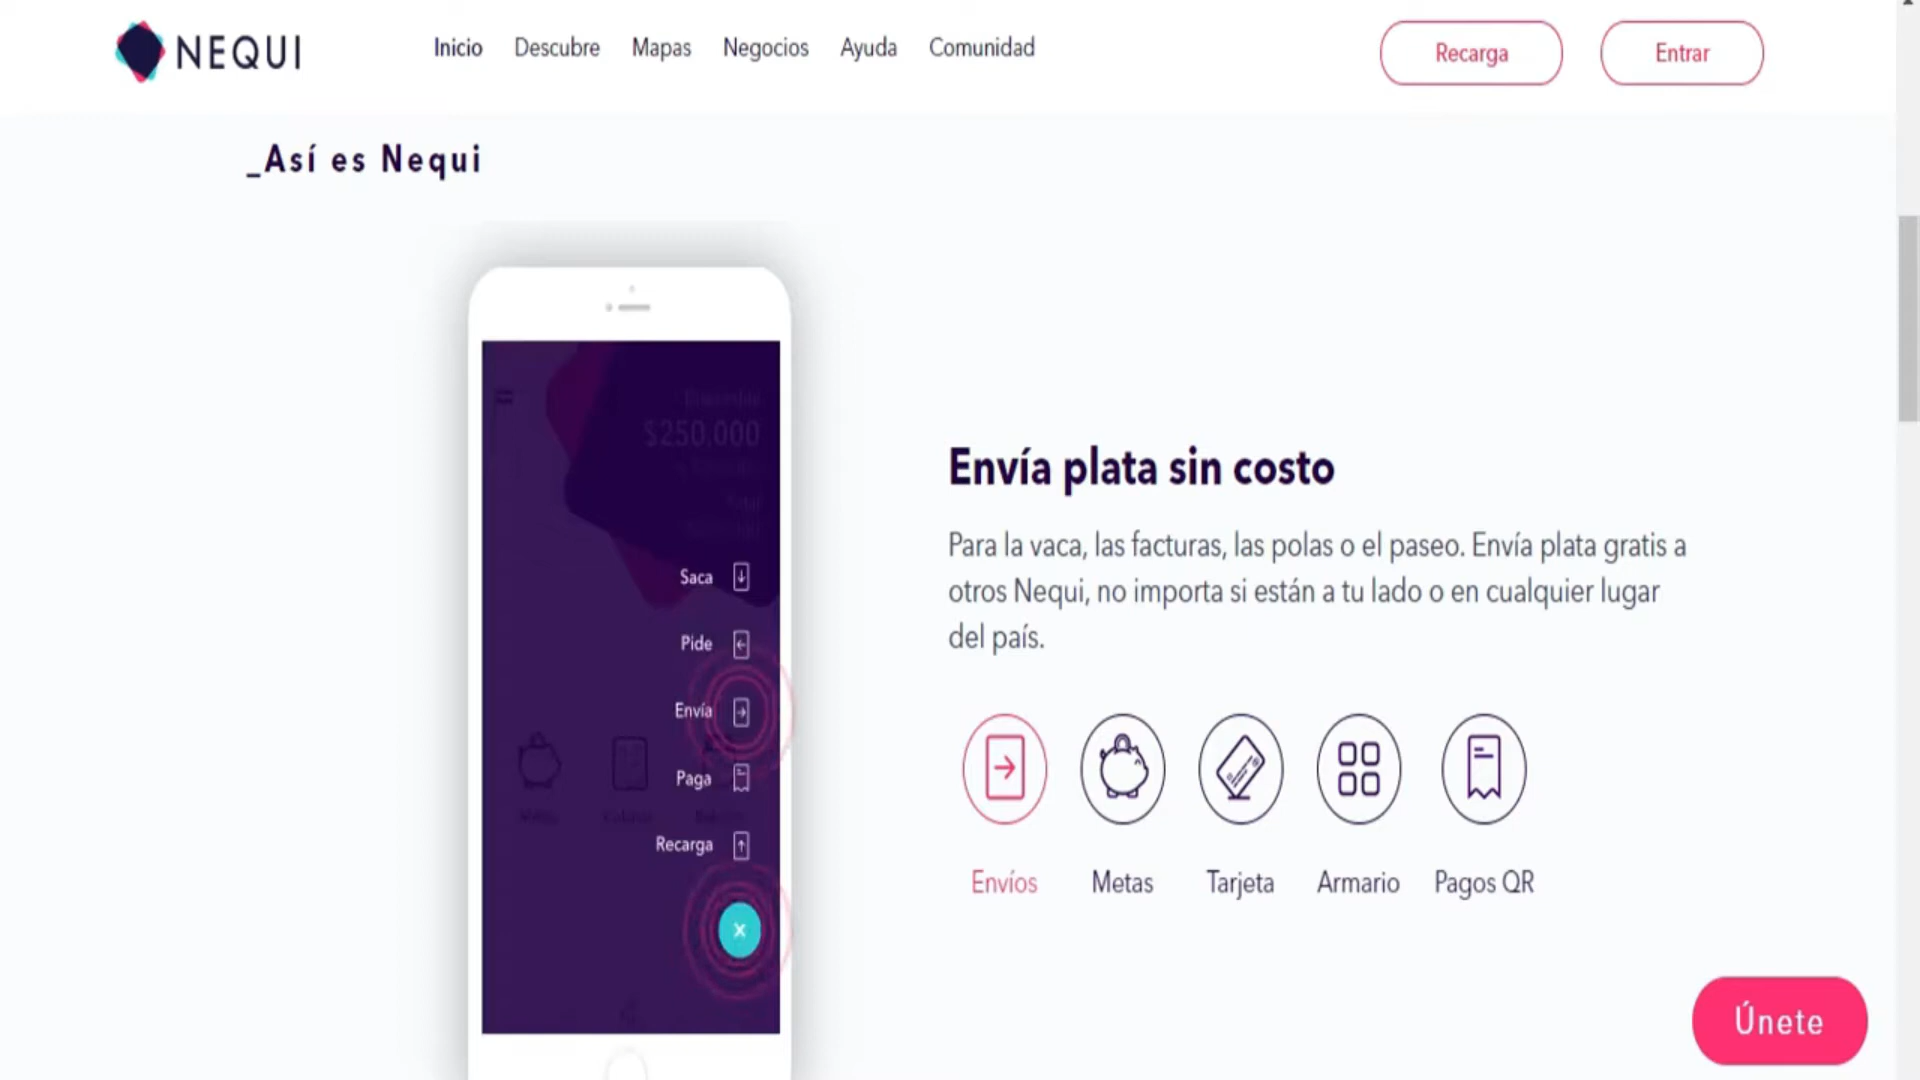 NEQUI
Inicio Descubre Mapas Negocios Ayuda Comunidad
Recarga Entrar
_Así es Nequi
$250.000
Saca
Pide
Envía
Paga
Recarga
Envía plata sin costo
Para la vaca, las facturas, las polas o el paseo. Envía plata gratis a
otros Nequi, no importa si están a tu lado o en cualquier lugar
del país.
Envíos Metas Tarjeta Armario Pagos QR
Únete